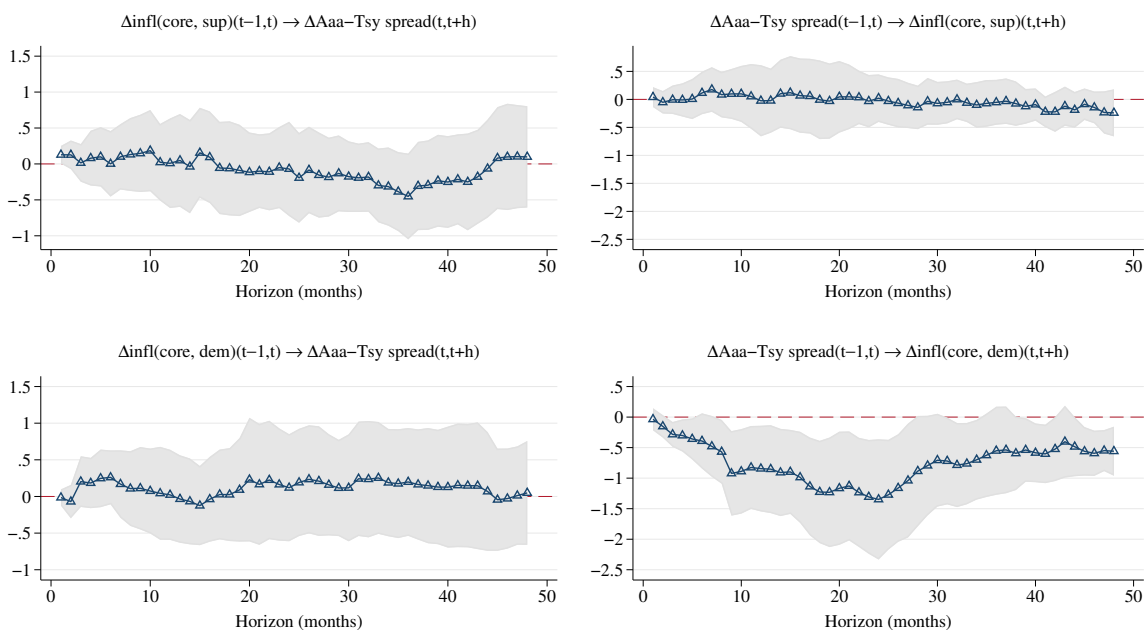 Δinfl(core, sup)(t−1,t) → ΔAaa−Tsy spread(t,t+h)
1.5
1
.5
0
−.5
−1
0 10 20 30 40 50
Horizon (months)
ΔAaa−Tsy spread(t−1,t) → Δinfl(core, sup)(t,t+h)
.5
0
−.5
−1
−1.5
−2
−2.5
0 10 20 30 40 50
Horizon (months)
Δinfl(core, dem)(t−1,t) → ΔAaa−Tsy spread(t,t+h)
1.5
1
.5
0
−.5
−1
0 10 20 30 40 50
Horizon (months)
ΔAaa−Tsy spread(t−1,t) → Δinfl(core, dem)(t,t+h)
.5
0
−.5
−1
−1.5
−2
−2.5
0 10 20 30 40 50
Horizon (months)